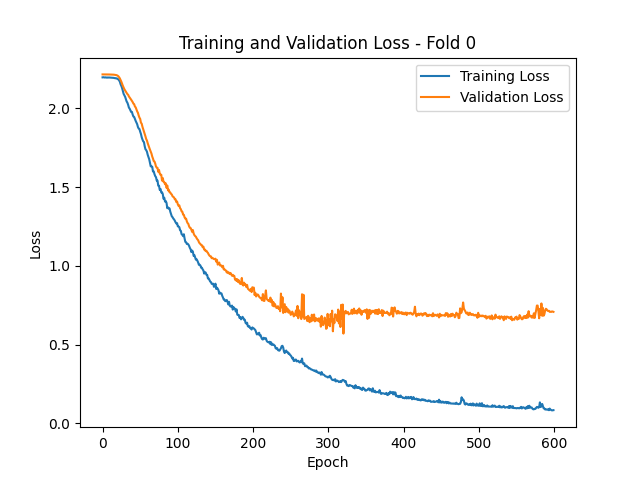 Training and Validation Loss - Fold 0
Training Loss
Validation Loss
Loss
2.0
1.5
1.0
0.5
0.0
0 100 200 300 400 500 600
Epoch